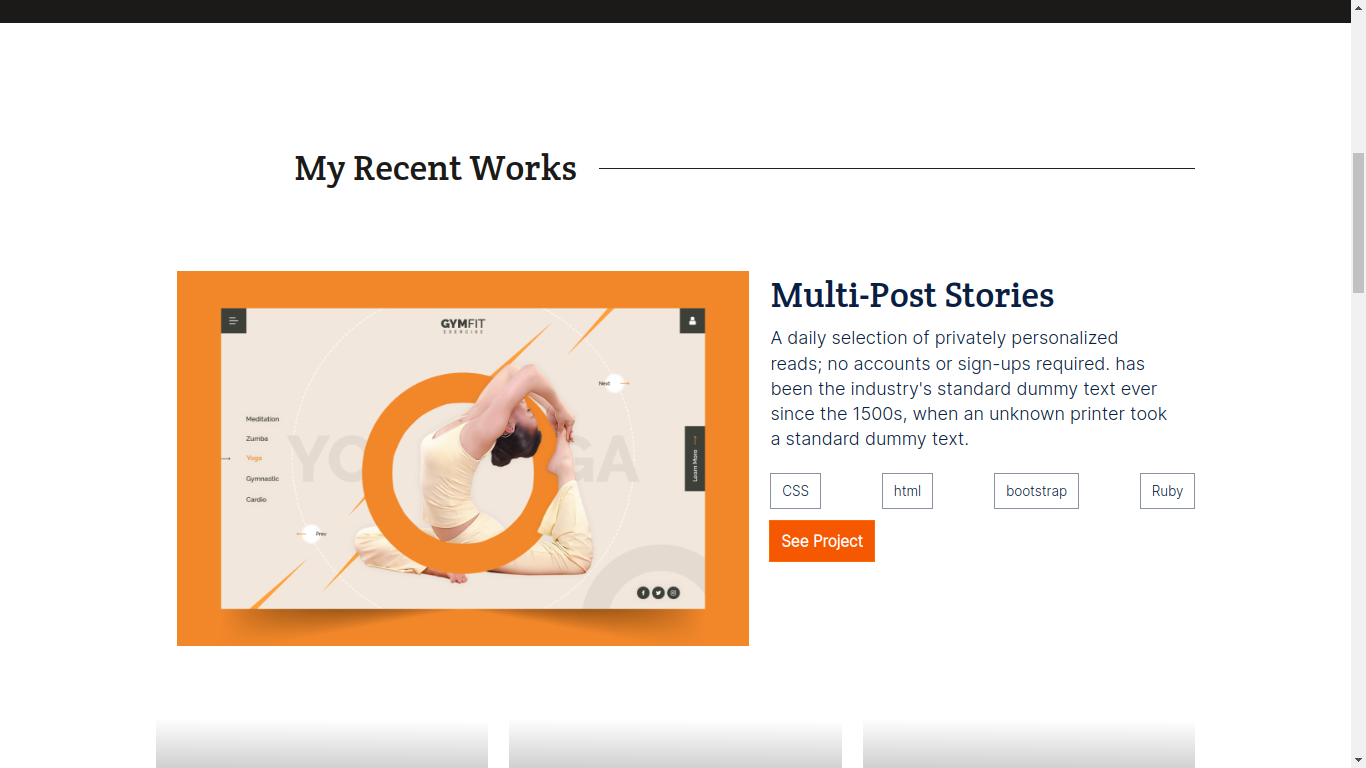 My Recent Works
GYMFIT
EXERCISE
Next
Meditation
Zumba
Yoga
Gymnastic
Cardio
YO GA
Learn More
Prev
Multi-Post Stories
A daily selection of privately personalized
reads; no accounts or sign-ups required. has
been the industry's standard dummy text ever
since the 1500s, when an unknown printer took
a standard dummy text.
CSS html bootstrap Ruby
See Project